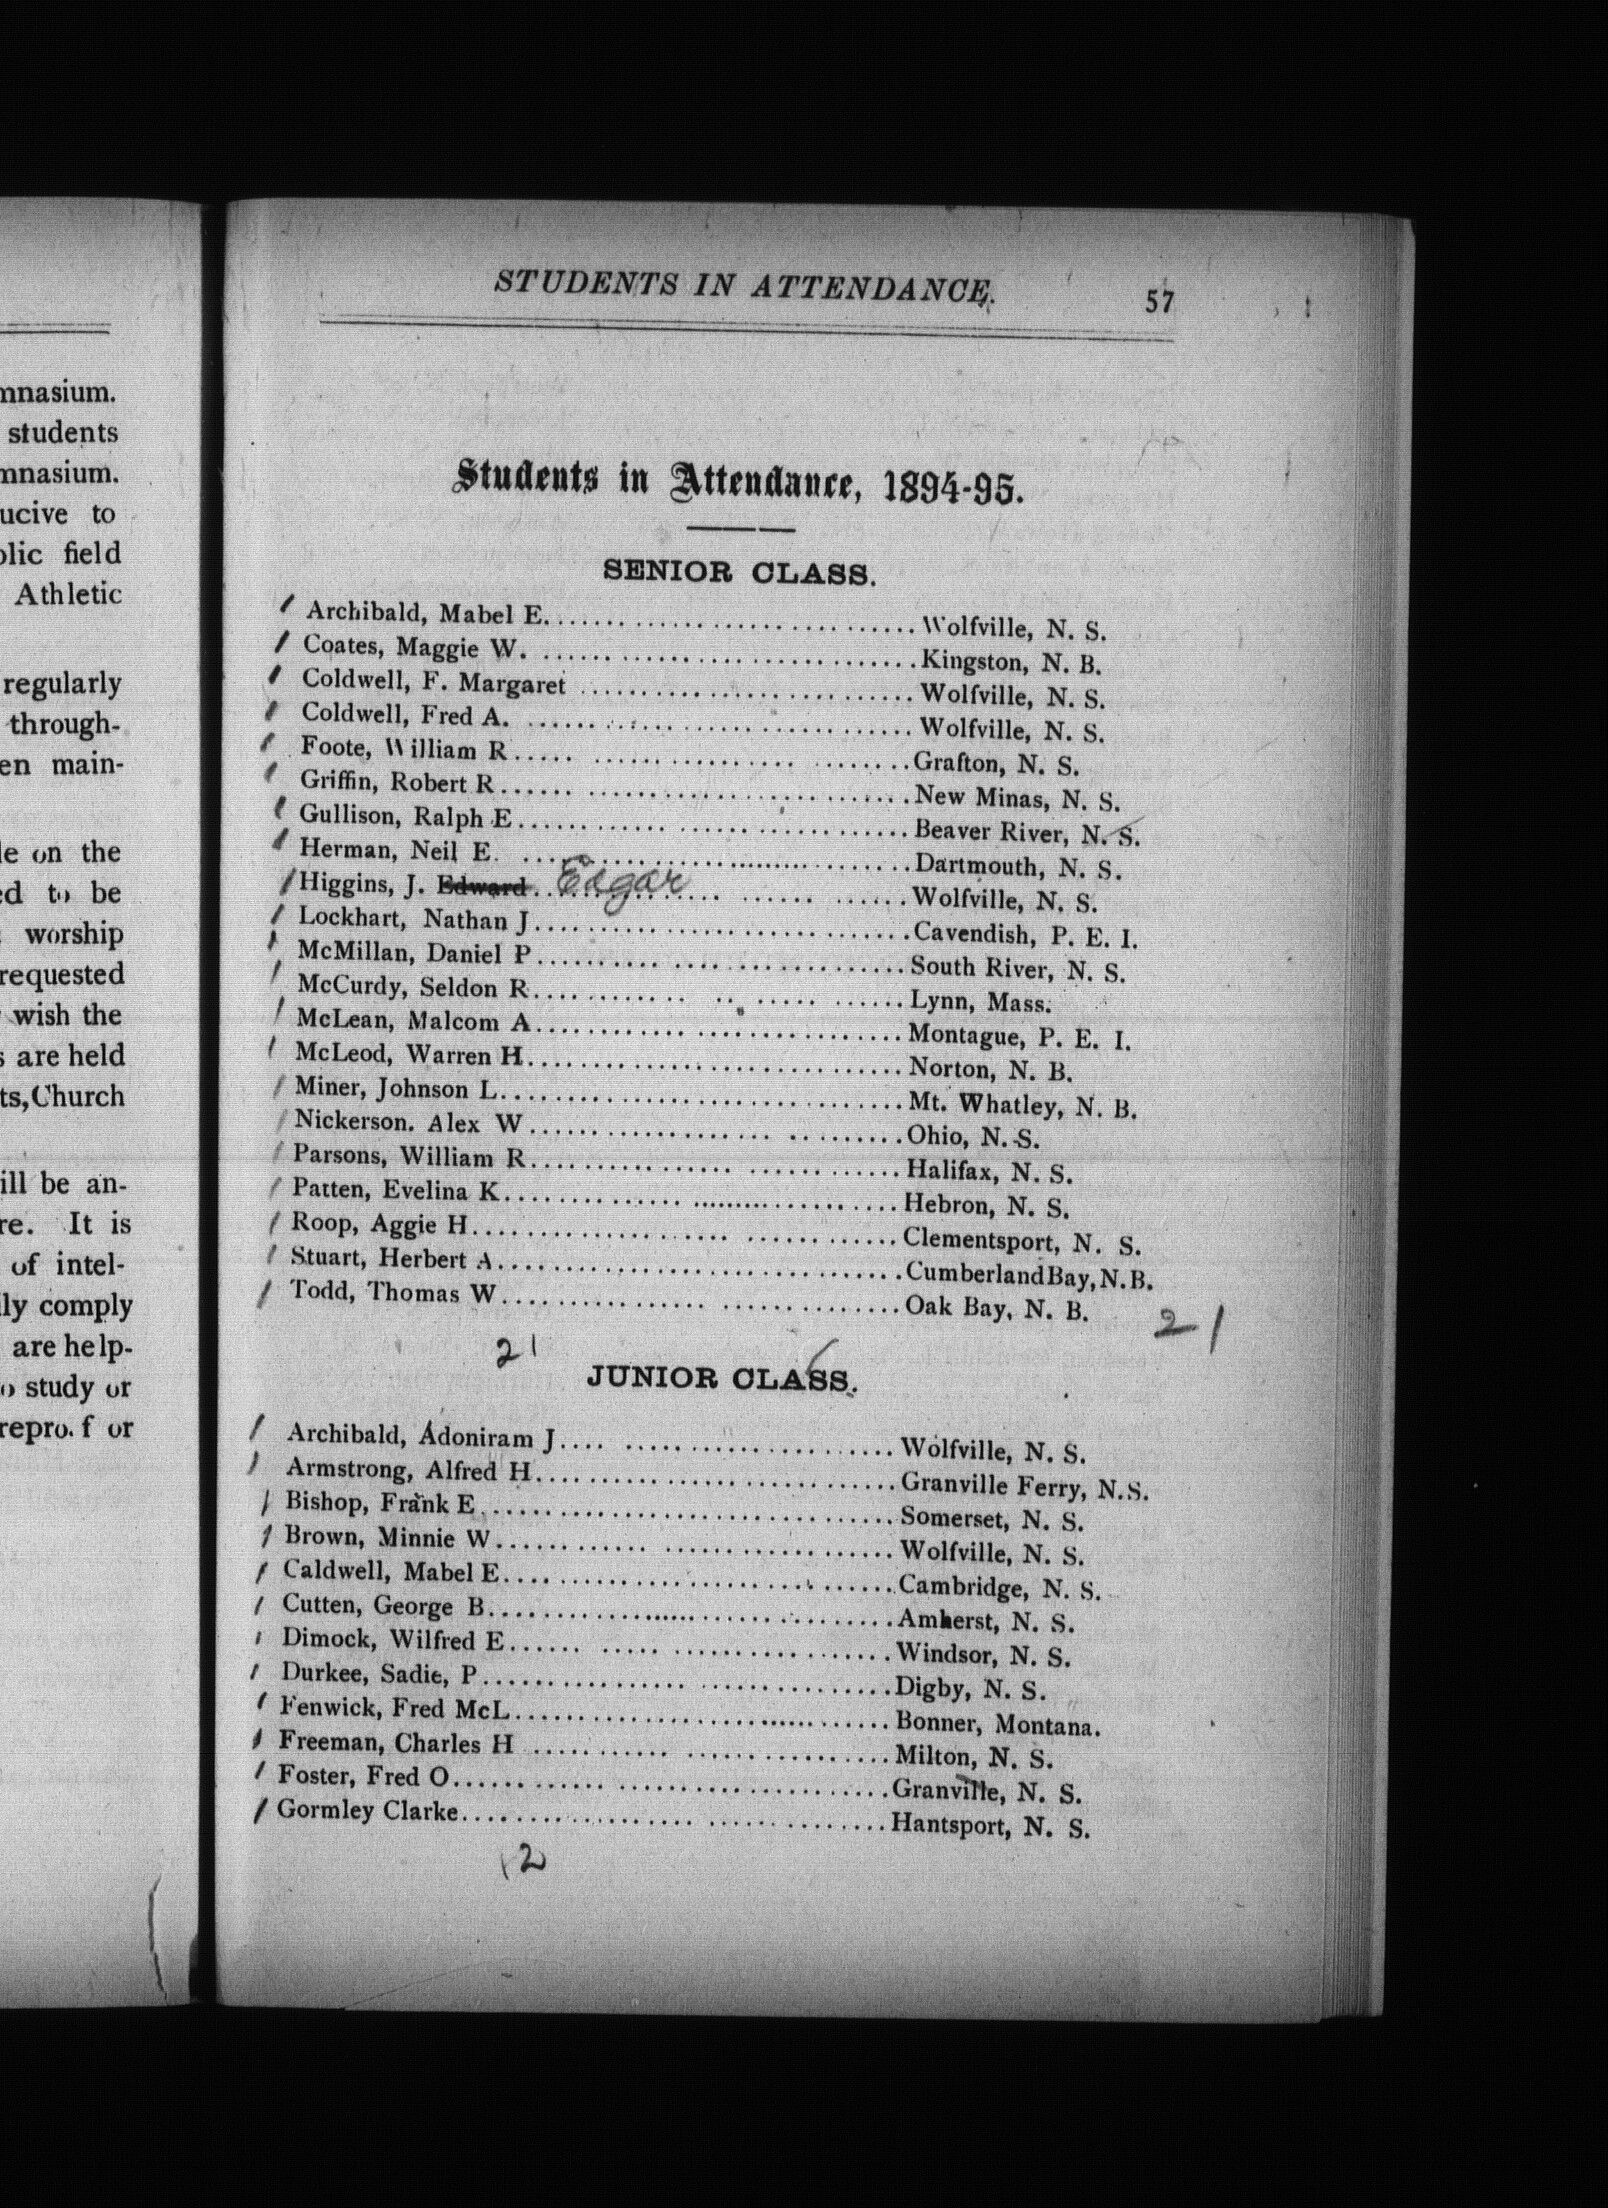 mnasium.
students
mnasium.
ucive to
olic field
Athletic
regularly
through-
en main-
le on the
ed to be
worship
requested
wish the
s are held
ts, Church
ill be an-
re. It is
of intel-
lly comply
are help-
o study or
reproof or
STUDENTS IN ATTENDANCE. 57
Students in Attendance, 1894-95.
SENIOR CLASS.
Archibald, Mabel E. Wolfville, N. S.
Coates, Maggie W. Kingston, N. B.
Coldwell, F. Margaret Wolfville, N. S.
Coldwell, Fred A. Wolfville, N. S.
Foote, William R. Grafton, N. S.
Griffin, Robert R. New Minas, N. S.
Gullison, Ralph E. Beaver River, N. S.
Herman, Neil E. Dartmouth, N. S.
Higgins, J. Edward Edgar Wolfville, N. S.
Lockhart, Nathan J. Cavendish, P. E. I.
McMillan, Daniel P. South River, N. S.
McCurdy, Seldon R. Lynn, Mass.
McLean, Malcom A. Montague, P. E. I.
McLeod, Warren H. Norton, N. B.
Miner, Johnson L. Mt. Whatley, N. B.
Nickerson. Alex W. Ohio, N. S.
Parsons, William R. Halifax, N. S.
Patten, Evelina K. Hebron, N. S.
Roop, Aggie H. Clementsport, N. S.
Stuart, Herbert A. Cumberland Bay, N. B.
Todd, Thomas W. Oak Bay, N. B.
21
21
JUNIOR CLASS.
Archibald, Adoniram J. Wolfville, N. S.
Armstrong, Alfred H. Granville Ferry, N. S.
Bishop, Frank E. Somerset, N. S.
Brown, Minnie W. Wolfville, N. S.
Caldwell, Mabel E. Cambridge, N. S.
Cutten, George B. Amherst, N. S.
Dimock, Wilfred E. Windsor, N. S.
Durkee, Sadie, P. Digby, N. S.
Fenwick, Fred McL. Bonner, Montana.
Freeman, Charles H Milton, N. S.
Foster, Fred O. Granville, N. S.
Gormley Clarke. Hantsport, N. S.
12